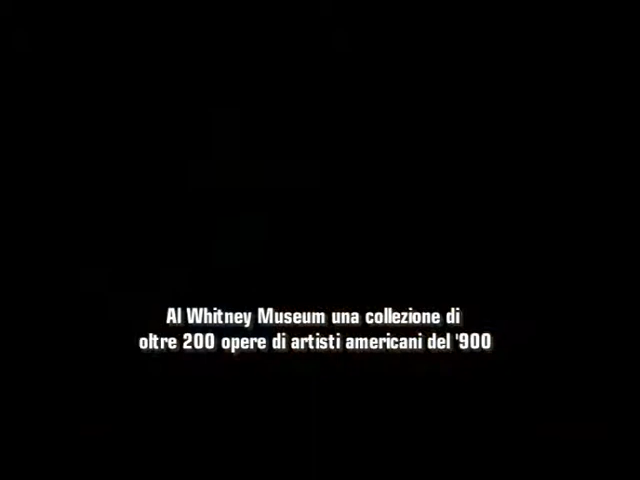 Al Whitney Museum una collezione di
oltre 200 opere di artisti americani del '900